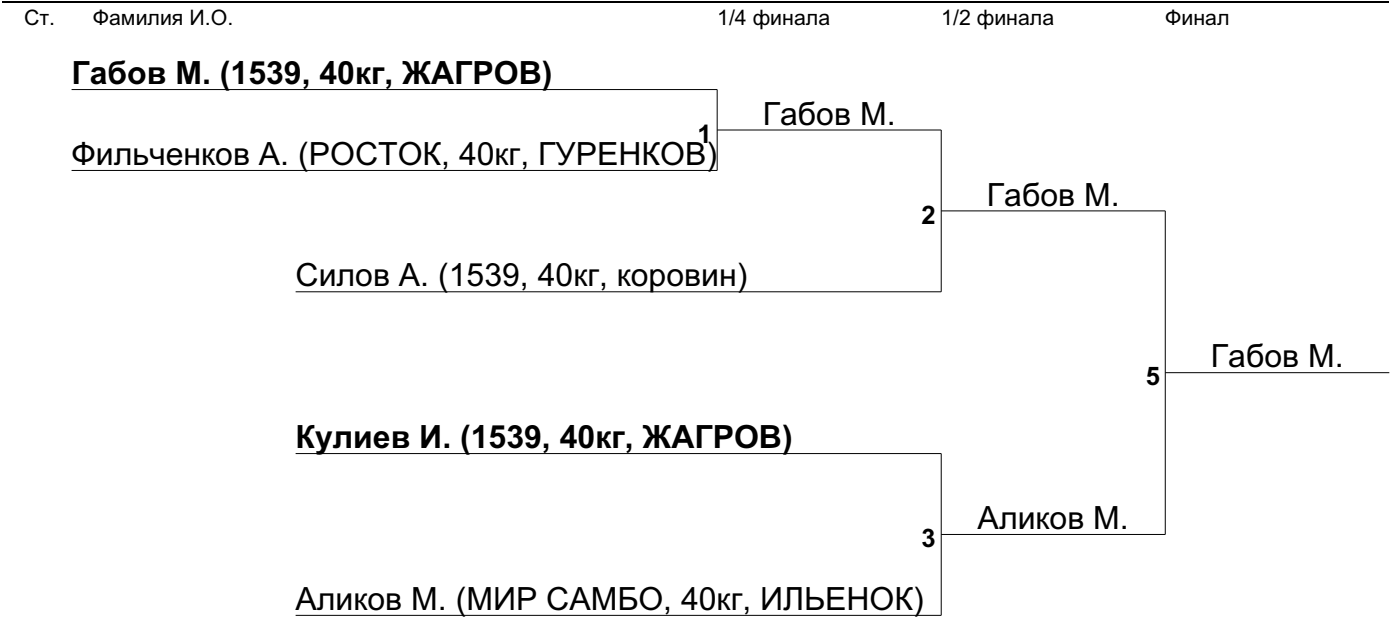 Ст. Фамилия И.О. 1/4 финала 1/2 финала Финал
Габов М. (1539, 40кг, ЖАГРОВ)
Габов М.
1
Фильченков А. (РОСТОК, 40кг, ГУРЕНКОВ)
Габов М.
2
Силов А. (1539, 40кг, коровин)
Габов М.
5
Кулиев И. (1539, 40кг, ЖАГРОВ)
Аликов М.
3
Аликов М. (МИР САМБО, 40кг, ИЛЬЕНОК)